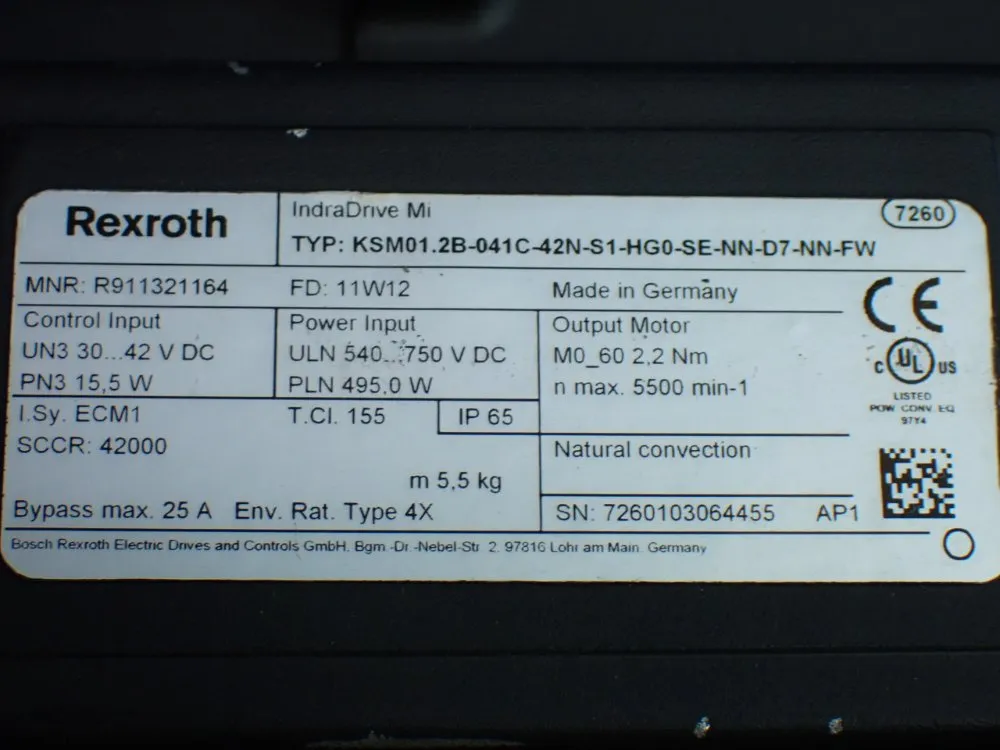 Rexroth
IndraDrive Mi
7260
TYP: KSM01.2B-041C-42N-S1-HG0-SE-NN-D7-NN-FW
MNR: R911321164
FD: 11W12
Made in Germany
CE
Control Input
UN3 30...42 V DC
PN3 15,5 W
Power Input
ULN 540...750 V DC
PLN 495,0 W
Output Motor
M0_60 2,2 Nm
n max. 5500 min-1
C UL US
LISTED
POW CONV EQ
97Y4
I.Sy. ECM1
T.Cl. 155
IP 65
SCCR: 42000
Natural convection
m 5,5 kg
Bypass max. 25 A Env. Rat. Type 4X
SN: 7260103064455 AP1
Bosch Rexroth Electric Drives and Controls GmbH. Bgm.-Dr.-Nebel-Str. 2. 97816 Lohr am Main. Germany